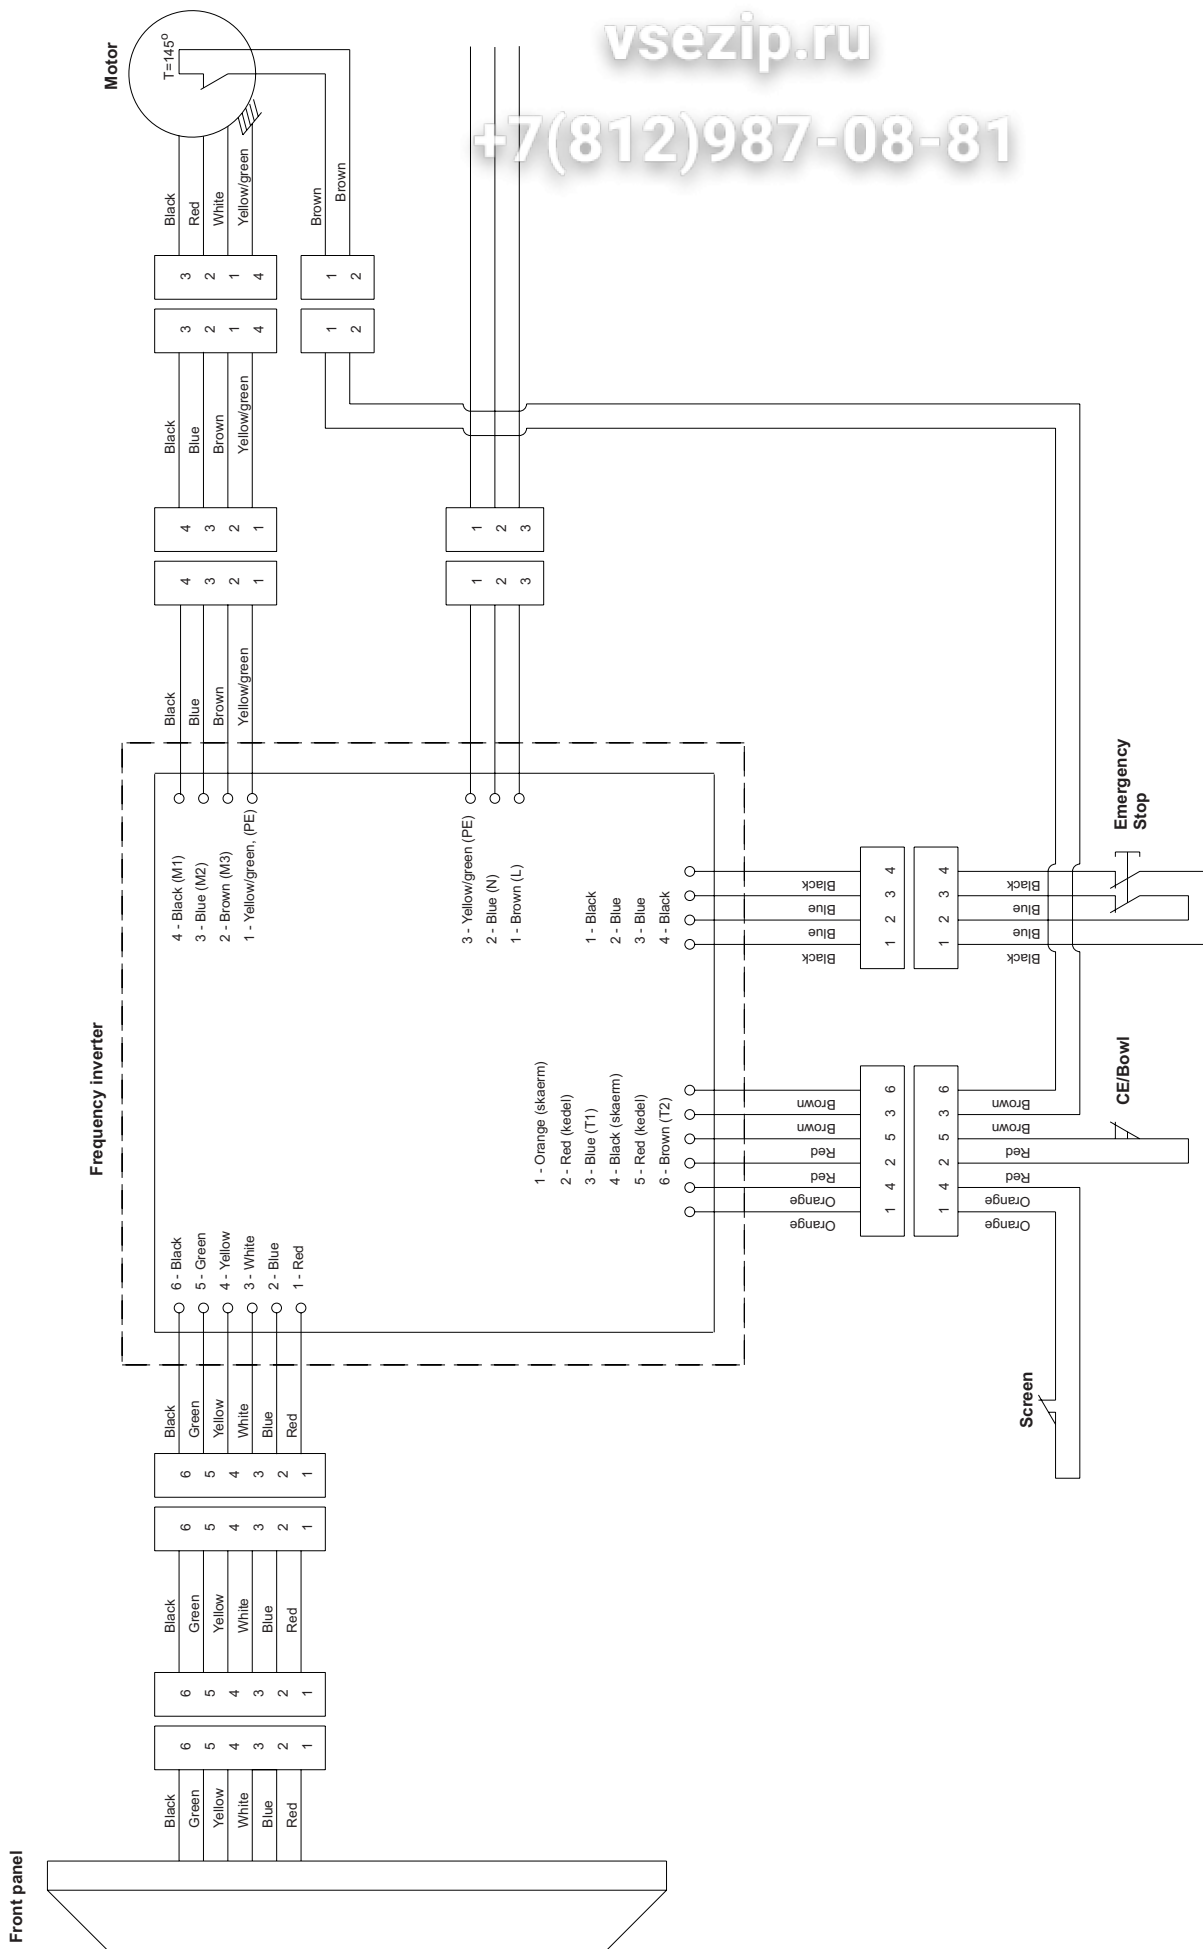 vsezip.ru
+7(812)987-08-81
Motor
T=145°
Black
Red
White
Yellow/green
Brown
Brown
3
2
1
4
1
2
3
2
1
4
1
2
Black
Blue
Brown
Yellow/green
4
3
2
1
1
2
3
4
3
2
1
1
2
3
Black
Blue
Brown
Yellow/green
Frequency inverter
4 - Black (M1)
3 - Blue (M2)
2 - Brown (M3)
1 - Yellow/green, (PE)
3 - Yellow/green (PE)
2 - Blue (N)
1 - Brown (L)
1 - Black
2 - Blue
3 - Blue
4 - Black
Black
Blue
Blue
Black
4
3
2
1
4
3
2
1
Black
Blue
Blue
Black
Emergency
Stop
1 - Orange (skaerm)
2 - Red (kedel)
3 - Blue (T1)
4 - Black (skaerm)
5 - Red (kedel)
6 - Brown (T2)
Brown
Brown
Red
Red
Orange
Orange
6
3
5
2
4
1
6
3
5
2
4
1
Brown
Brown
Red
Red
Orange
Orange
CE/Bowl
Screen
6 - Black
5 - Green
4 - Yellow
3 - White
2 - Blue
1 - Red
Black
Green
Yellow
White
Blue
Red
6
5
4
3
2
1
6
5
4
3
2
1
Black
Green
Yellow
White
Blue
Red
6
5
4
3
2
1
6
5
4
3
2
1
Black
Green
Yellow
White
Blue
Red
Front panel